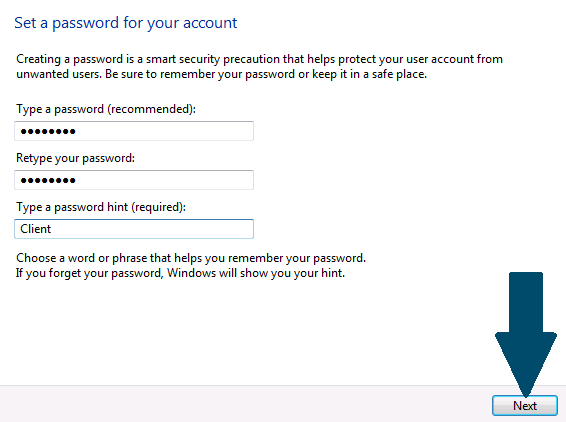 Set a password for your account
Creating a password is a smart security precaution that helps protect your user account from
unwanted users. Be sure to remember your password or keep it in a safe place.
Type a password (recommended):
●●●●●●●●
Retype your password:
●●●●●●●●
Type a password hint (required):
Client
Choose a word or phrase that helps you remember your password.
If you forget your password, Windows will show you your hint.
Next